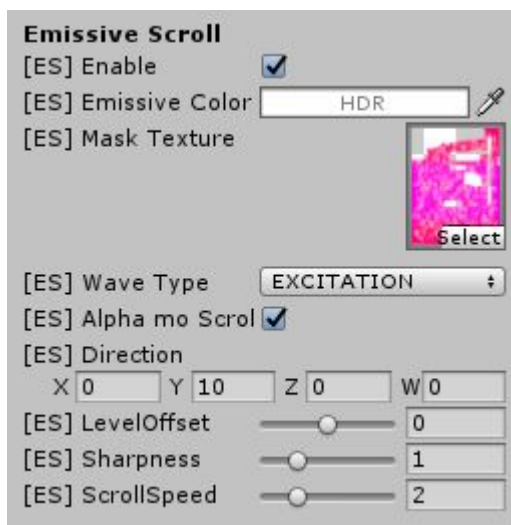 Emissive Scroll
[ES] Enable
[ES] Emissive Color HDR
[ES] Mask Texture
Select
[ES] Wave Type EXCITATION
[ES] Alpha mo Scrol
[ES] Direction
X 0 Y 10 Z 0 W 0
[ES] LevelOffset 0
[ES] Sharpness 1
[ES] ScrollSpeed 2